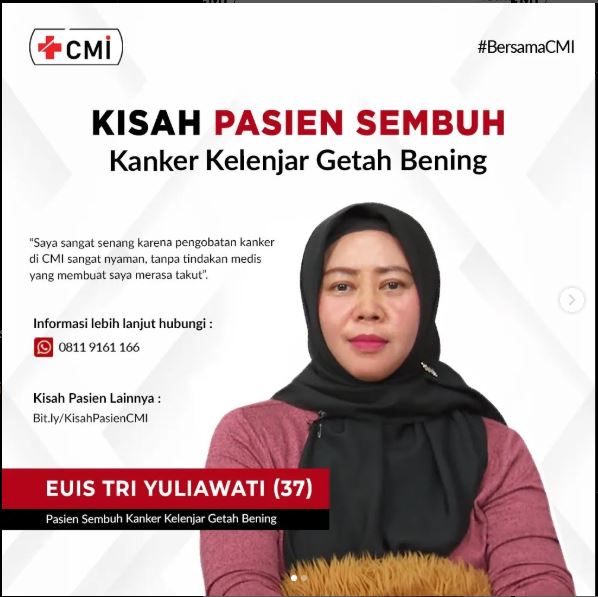 CMI
#BersamaCMI
KISAH PASIEN SEMBUH
Kanker Kelenjar Getah Bening
"Saya sangat senang karena pengobatan kanker
di CMI sangat nyaman, tanpa tindakan medis
yang membuat saya merasa takut".
Informasi lebih lanjut hubungi :
0811 9161 166
Kisah Pasien Lainnya :
Bit.ly/KisahPasienCMI
EUIS TRI YULIAWATI (37)
Pasien Sembuh Kanker Kelenjar Getah Bening